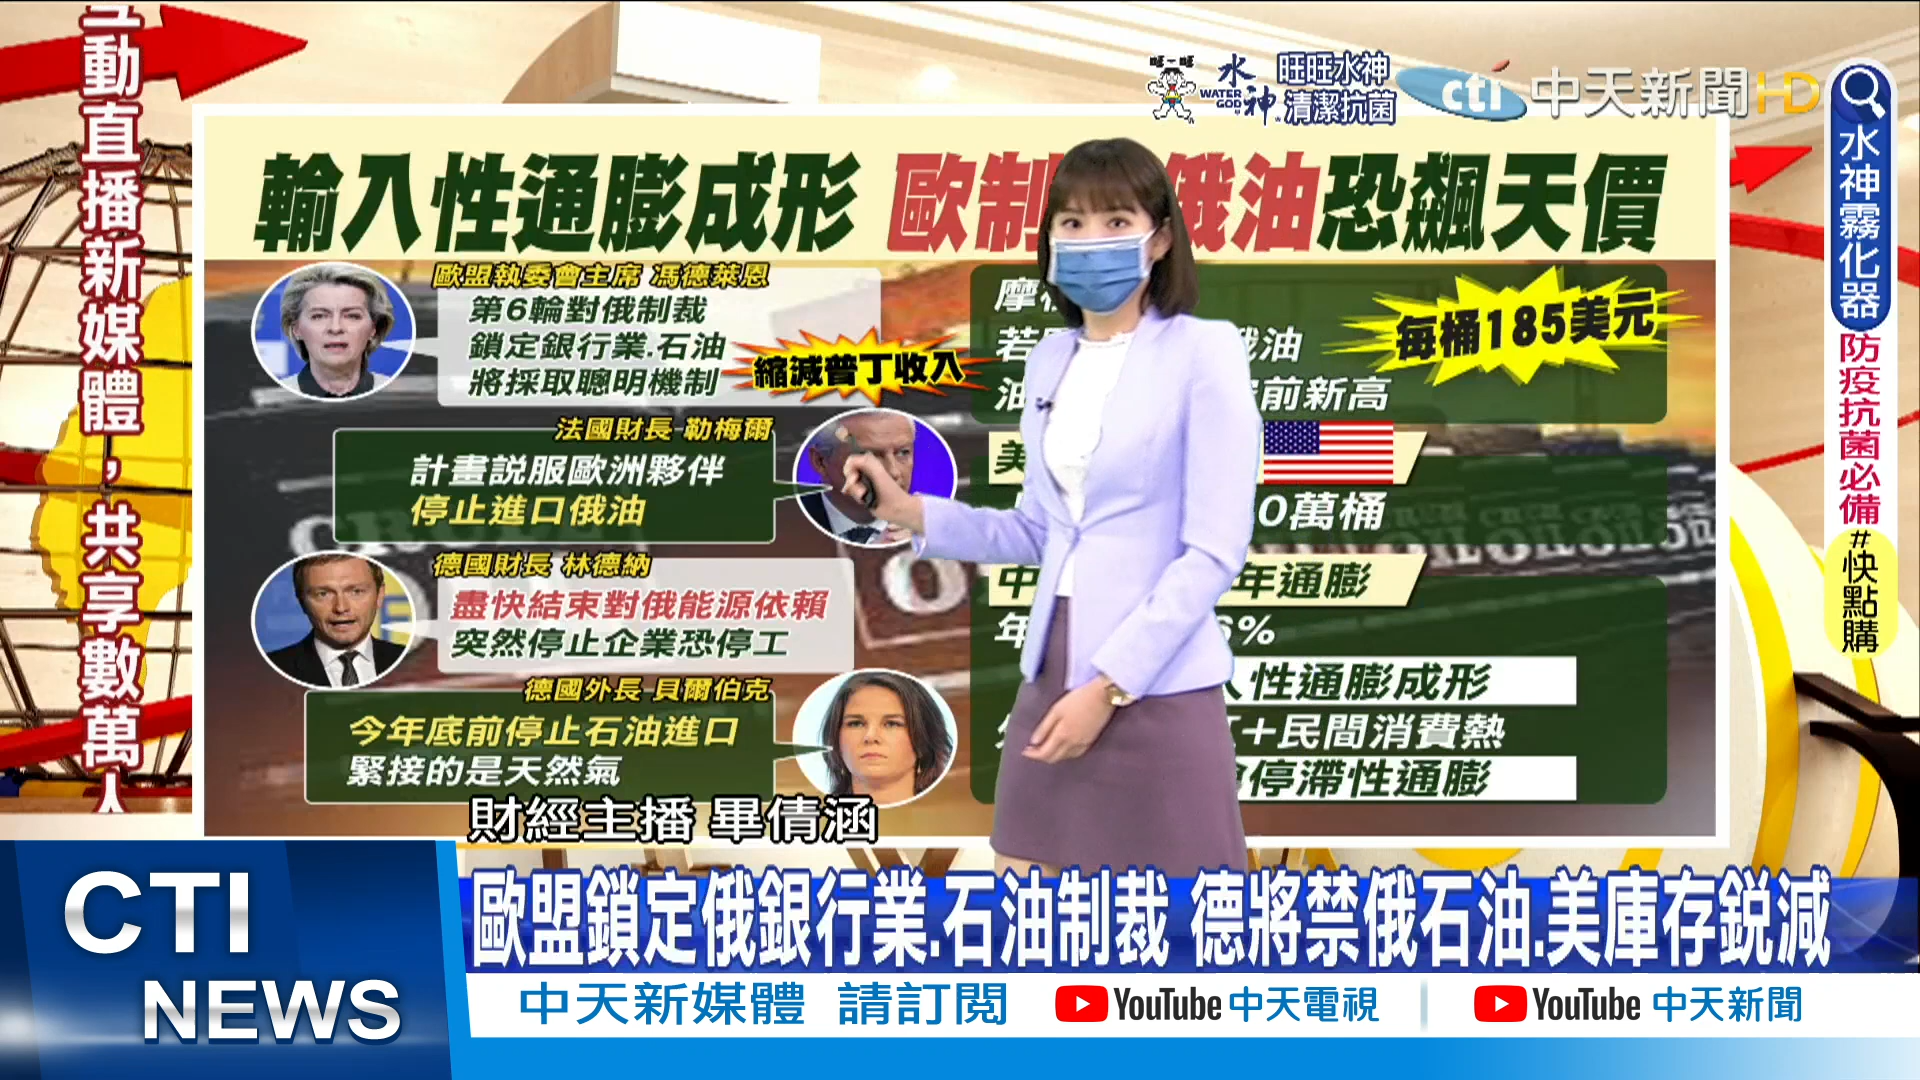 互動直播新媒體，共享數萬人
旺旺
水神
WATER GOD
旺旺水神
清潔抗菌
cti 中天新聞HD
水神霧化器
防疫抗菌必備
#快點購
輸入性通膨成形 歐制 俄油恐飆天價
歐盟執委會主席 馮德萊恩
第6輪對俄制裁
鎖定銀行業.石油
將採取聰明機制
縮減普丁收入
法國財長 勒梅爾
計畫說服歐洲夥伴
停止進口俄油
德國財長 林德納
盡快結束對俄能源依賴
突然停止企業恐停工
德國外長 貝爾伯克
今年底前停止石油進口
緊接的是天然氣
摩
若 俄油
油 前新高
每桶185美元
美
0萬桶
中 年通膨
年 6%
性通膨成形
+民間消費熱
停滯性通膨
財經主播 畢倩涵
CTI NEWS
歐盟鎖定俄銀行業.石油制裁 德將禁俄石油.美庫存銳減
中天新媒體 請訂閱 YouTube 中天電視 YouTube 中天新聞